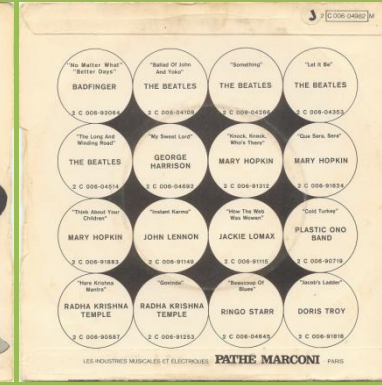 J 2 C 006-04982 M
"No Matter What"
"Better Days"
BADFINGER
2 C 006-92064
"Ballad Of John
And Yoko"
THE BEATLES
2 C 006-04108
"Something"
THE BEATLES
2 C 006-04266
"Let It Be"
THE BEATLES
2 C 006-04353
"The Long And
Winding Road"
THE BEATLES
2 C 006-04514
"My Sweet Lord"
GEORGE
HARRISON
2 C 006-04692
"Knock, Knock,
Who's There"
MARY HOPKIN
2 C 006-91312
"Que Sera, Sera"
MARY HOPKIN
2 C 006-91624
"Think About Your
Children"
MARY HOPKIN
2 C 006-91883
"Instant Karma"
JOHN LENNON
2 C 006-91149
"How The Web
Was Wowen"
JACKIE LOMAX
2 C 006-91115
"Cold Turkey"
PLASTIC ONO
BAND
2 C 006-90719
"Hare Krishna
Mantra"
RADHA KRISHNA
TEMPLE
2 C 006-90567
"Govinda"
RADHA KRISHNA
TEMPLE
2 C 006-91253
"Beaucoup Of
Blues"
RINGO STARR
2 C 006-04645
"Jacob's Ladder"
DORIS TROY
2 C 006-91816
LES INDUSTRIES MUSICALES ET ELECTRIQUES PATHE MARCONI - PARIS